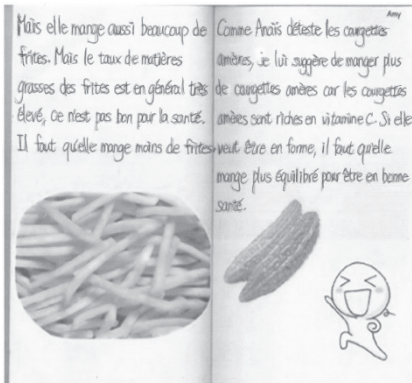 Mais elle mange aussi beaucoup de
frites. Mais le taux de matières
grasses des frites est en général très
élevé, ce n'est pas bon pour la santé.
Il faut qu'elle mange moins de frites.
Amy
Comme Anaïs déteste les courgettes
amères, je lui suggère de manger plus
de courgettes amères car les courgettes
amères sont riches en vitamine C. Si elle
veut être en forme, il faut qu'elle
mange plus équilibré pour être en bonne
santé.